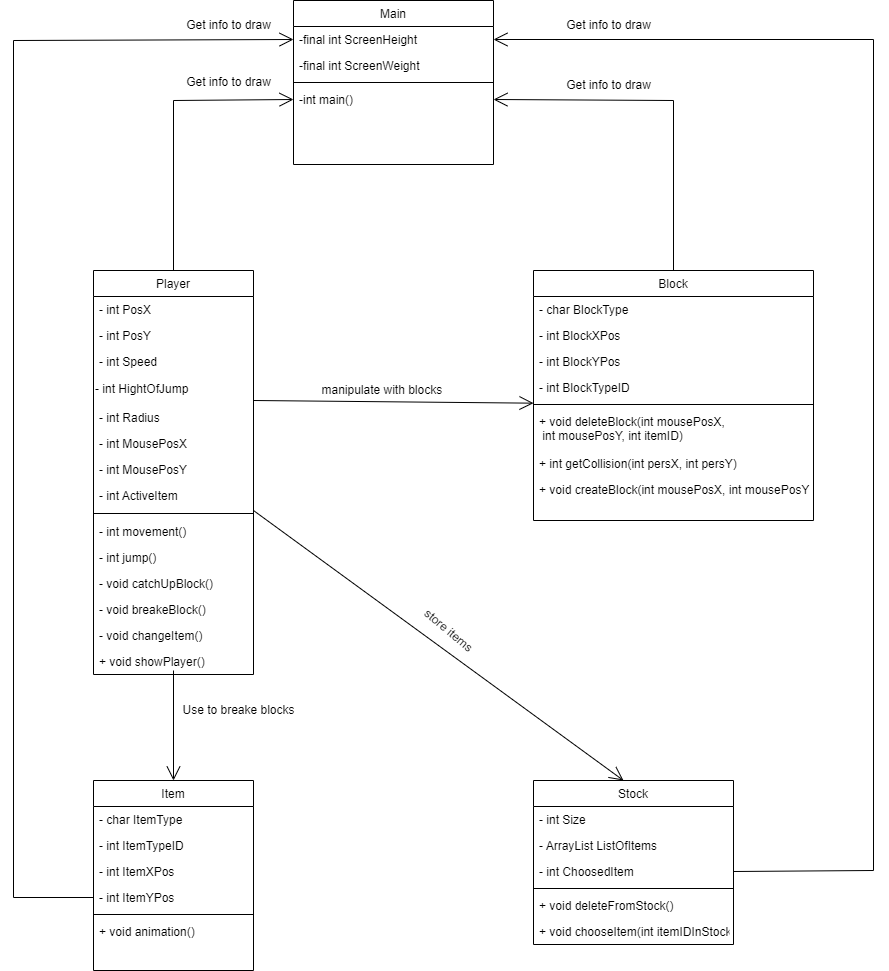 Main
-final int ScreenHeight
-final int ScreenWeight
-int main()
Get info to draw
Get info to draw
Get info to draw
Get info to draw
Player
- int PosX
- int PosY
- int Speed
- int HightOfJump
- int Radius
- int MousePosX
- int MousePosY
- int ActiveItem
- int movement()
- int jump()
- void catchUpBlock()
- void breakeBlock()
- void changeItem()
+ void showPlayer()
manipulate with blocks
Block
- char BlockType
- int BlockXPos
- int BlockYPos
- int BlockTypeID
+ void deleteBlock(int mousePosX,
int mousePosY, int itemID)
+ int getCollision(int persX, int persY)
+ void createBlock(int mousePosX, int mousePosY
store items
Use to breake blocks
Item
- char ItemType
- int ItemTypeID
- int ItemXPos
- int ItemYPos
+ void animation()
Stock
- int Size
- ArrayList ListOfItems
- int ChoosedItem
+ void deleteFromStock()
+ void chooseItem(int itemIDInStock